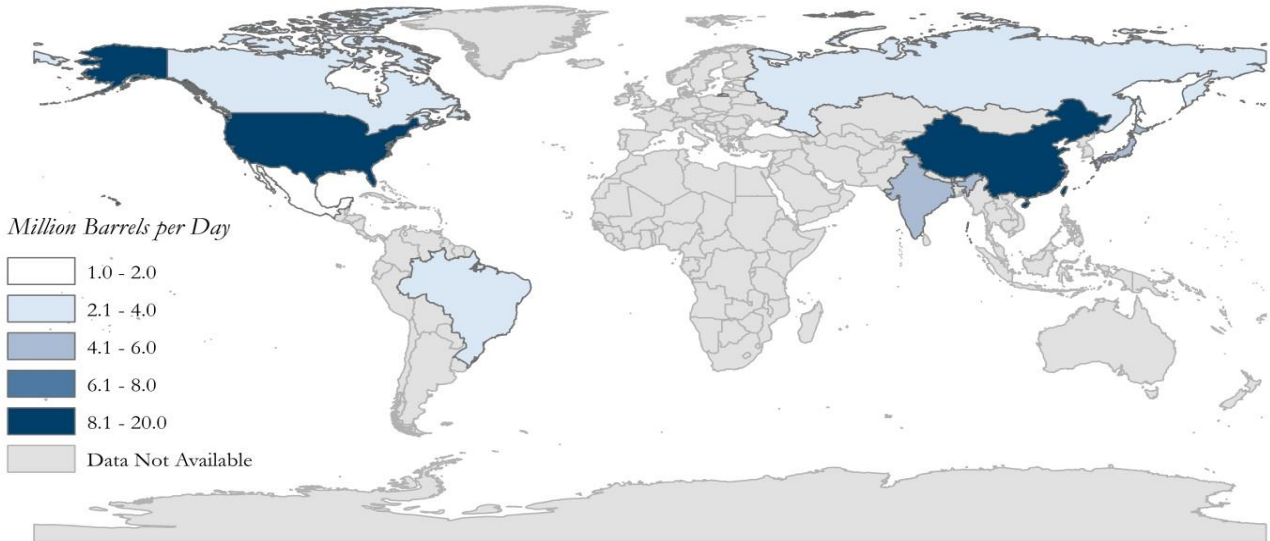 Million Barrels per Day
1.0 - 2.0
2.1 - 4.0
4.1 - 6.0
6.1 - 8.0
8.1 - 20.0
Data Not Available